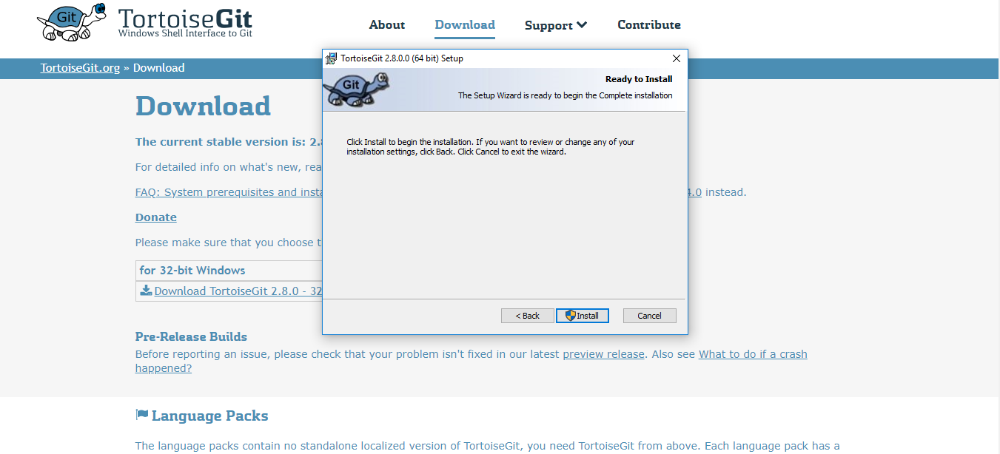 Git
TortoiseGit
Windows Shell Interface to Git
About
Download
Support
Contribute
TortoiseGit.org » Download
Download
The current stable version is: 2.
For detailed info on what's new, rea
FAQ: System prerequisites and insta
4.0 instead.
Donate
Please make sure that you choose t
for 32-bit Windows
Download TortoiseGit 2.8.0 - 32
Pre-Release Builds
Before reporting an issue, please check that your problem isn't fixed in our latest preview release. Also see What to do if a crash
happened?
Language Packs
The language packs contain no standalone localized version of TortoiseGit, you need TortoiseGit from above. Each language pack has a
TortoiseGit 2.8.0.0 (64 bit) Setup
Git
Ready to Install
The Setup Wizard is ready to begin the Complete installation
Click Install to begin the installation. If you want to review or change any of your
installation settings, click Back. Click Cancel to exit the wizard.
< Back
Install
Cancel